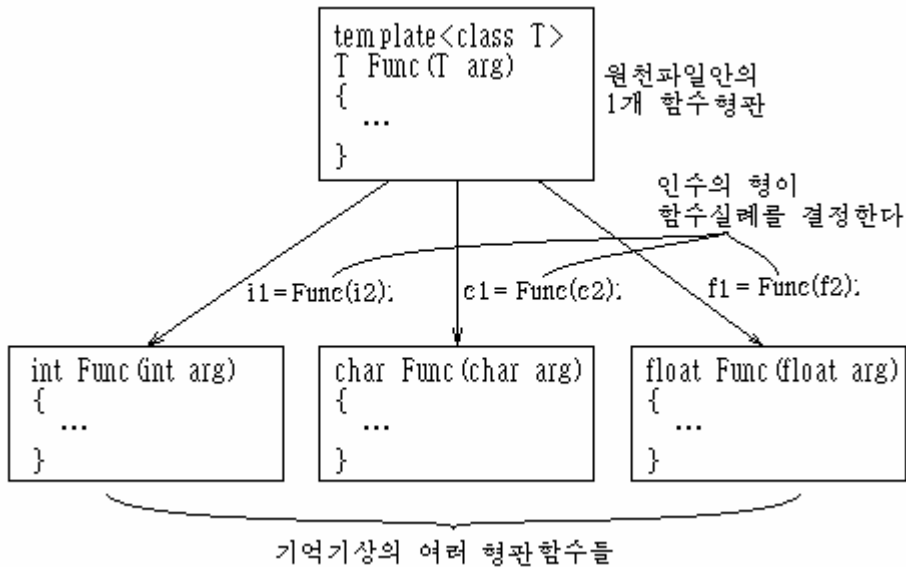 template<class T>
T Func(T arg)
{
...
}
원천파일안의
1개 함수형판
인수의 형이
함수실례를 결정한다
i1=Func(i2);
c1=Func(c2);
f1=Func(f2);
int Func(int arg)
{
...
}
char Func(char arg)
{
...
}
float Func(float arg)
{
...
}
기억기상의 여러 형판함수들